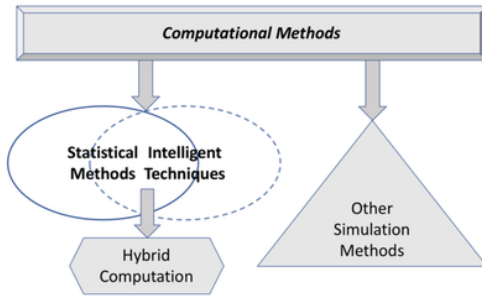 Computational Methods
Statistical Intelligent
Methods Techniques
Other
Simulation
Methods
Hybrid
Computation